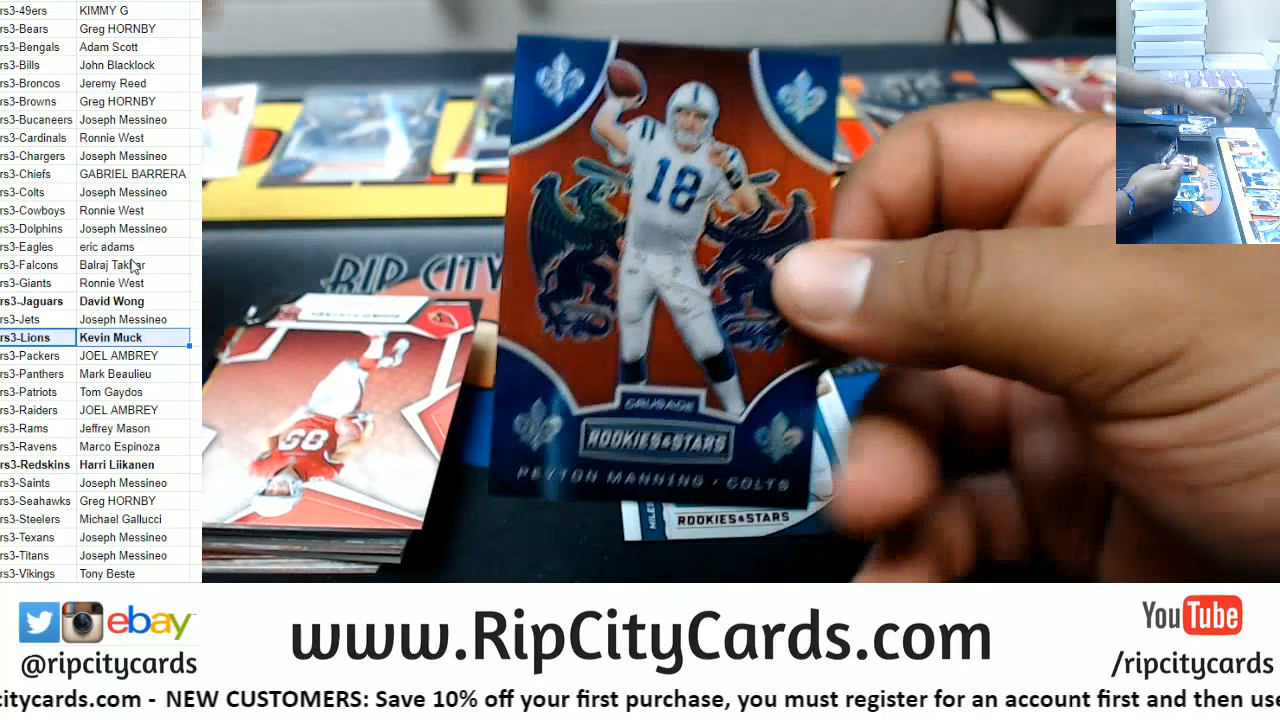 rs3-49ers KIMMY G
rs3-Bears Greg HORNBY
rs3-Bengals Adam Scott
rs3-Bills John Blacklock
rs3-Broncos Jeremy Reed
rs3-Browns Greg HORNBY
rs3-Bucaneers Joseph Messineo
rs3-Cardinals Ronnie West
rs3-Chargers Joseph Messineo
rs3-Chiefs GABRIEL BARRERA
rs3-Colts Joseph Messineo
rs3-Cowboys Ronnie West
rs3-Dolphins Joseph Messineo
rs3-Eagles eric adams
rs3-Falcons Balraj
rs3-Giants Ronnie West
rs3-Jaguars David Wong
rs3-Jets Joseph Messineo
rs3-Lions Kevin Muck
rs3-Packers JOEL AMBREY
rs3-Panthers Mark Beaulieu
rs3-Patriots Tom Gaydos
rs3-Raiders JOEL AMBREY
rs3-Rams Jeffrey Mason
rs3-Ravens Marco Espinoza
rs3-Redskins Harri Liikanen
rs3-Saints Joseph Messineo
rs3-Seahawks Greg HORNBY
rs3-Steelers Michael Gallucci
rs3-Texans Joseph Messineo
rs3-Titans Joseph Messineo
rs3-Vikings Tony Beste
18
CRUSADE
ROOKIES&STARS
PEYTON MANNING · COLTS
RIP CITY
ROOKIES&STARS
ebay
@ripcitycards
www.RipCityCards.com
YouTube
/ripcitycards
citycards.com - NEW CUSTOMERS: Save 10% off your first purchase, you must register for an account first and then use